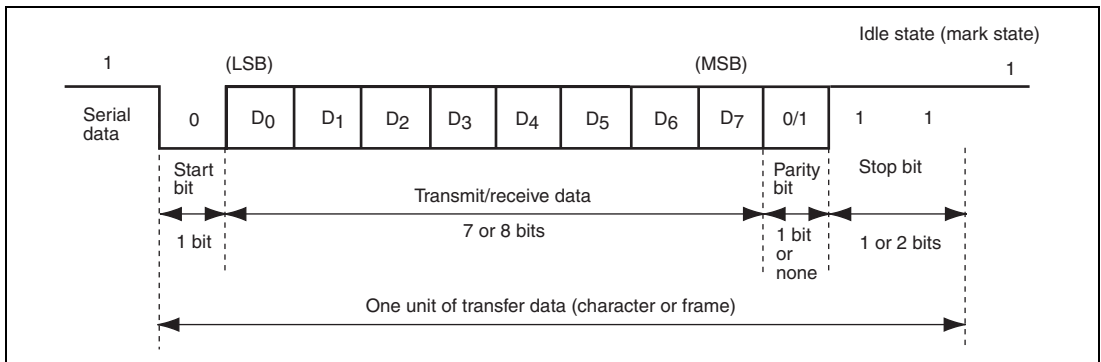 Idle state (mark state)
1 (LSB) (MSB) 1
Serial data 0 D0 D1 D2 D3 D4 D5 D6 D7 0/1 1 1
Start bit
Parity bit
Stop bit
Transmit/receive data
1 bit
7 or 8 bits
1 bit or none
1 or 2 bits
One unit of transfer data (character or frame)